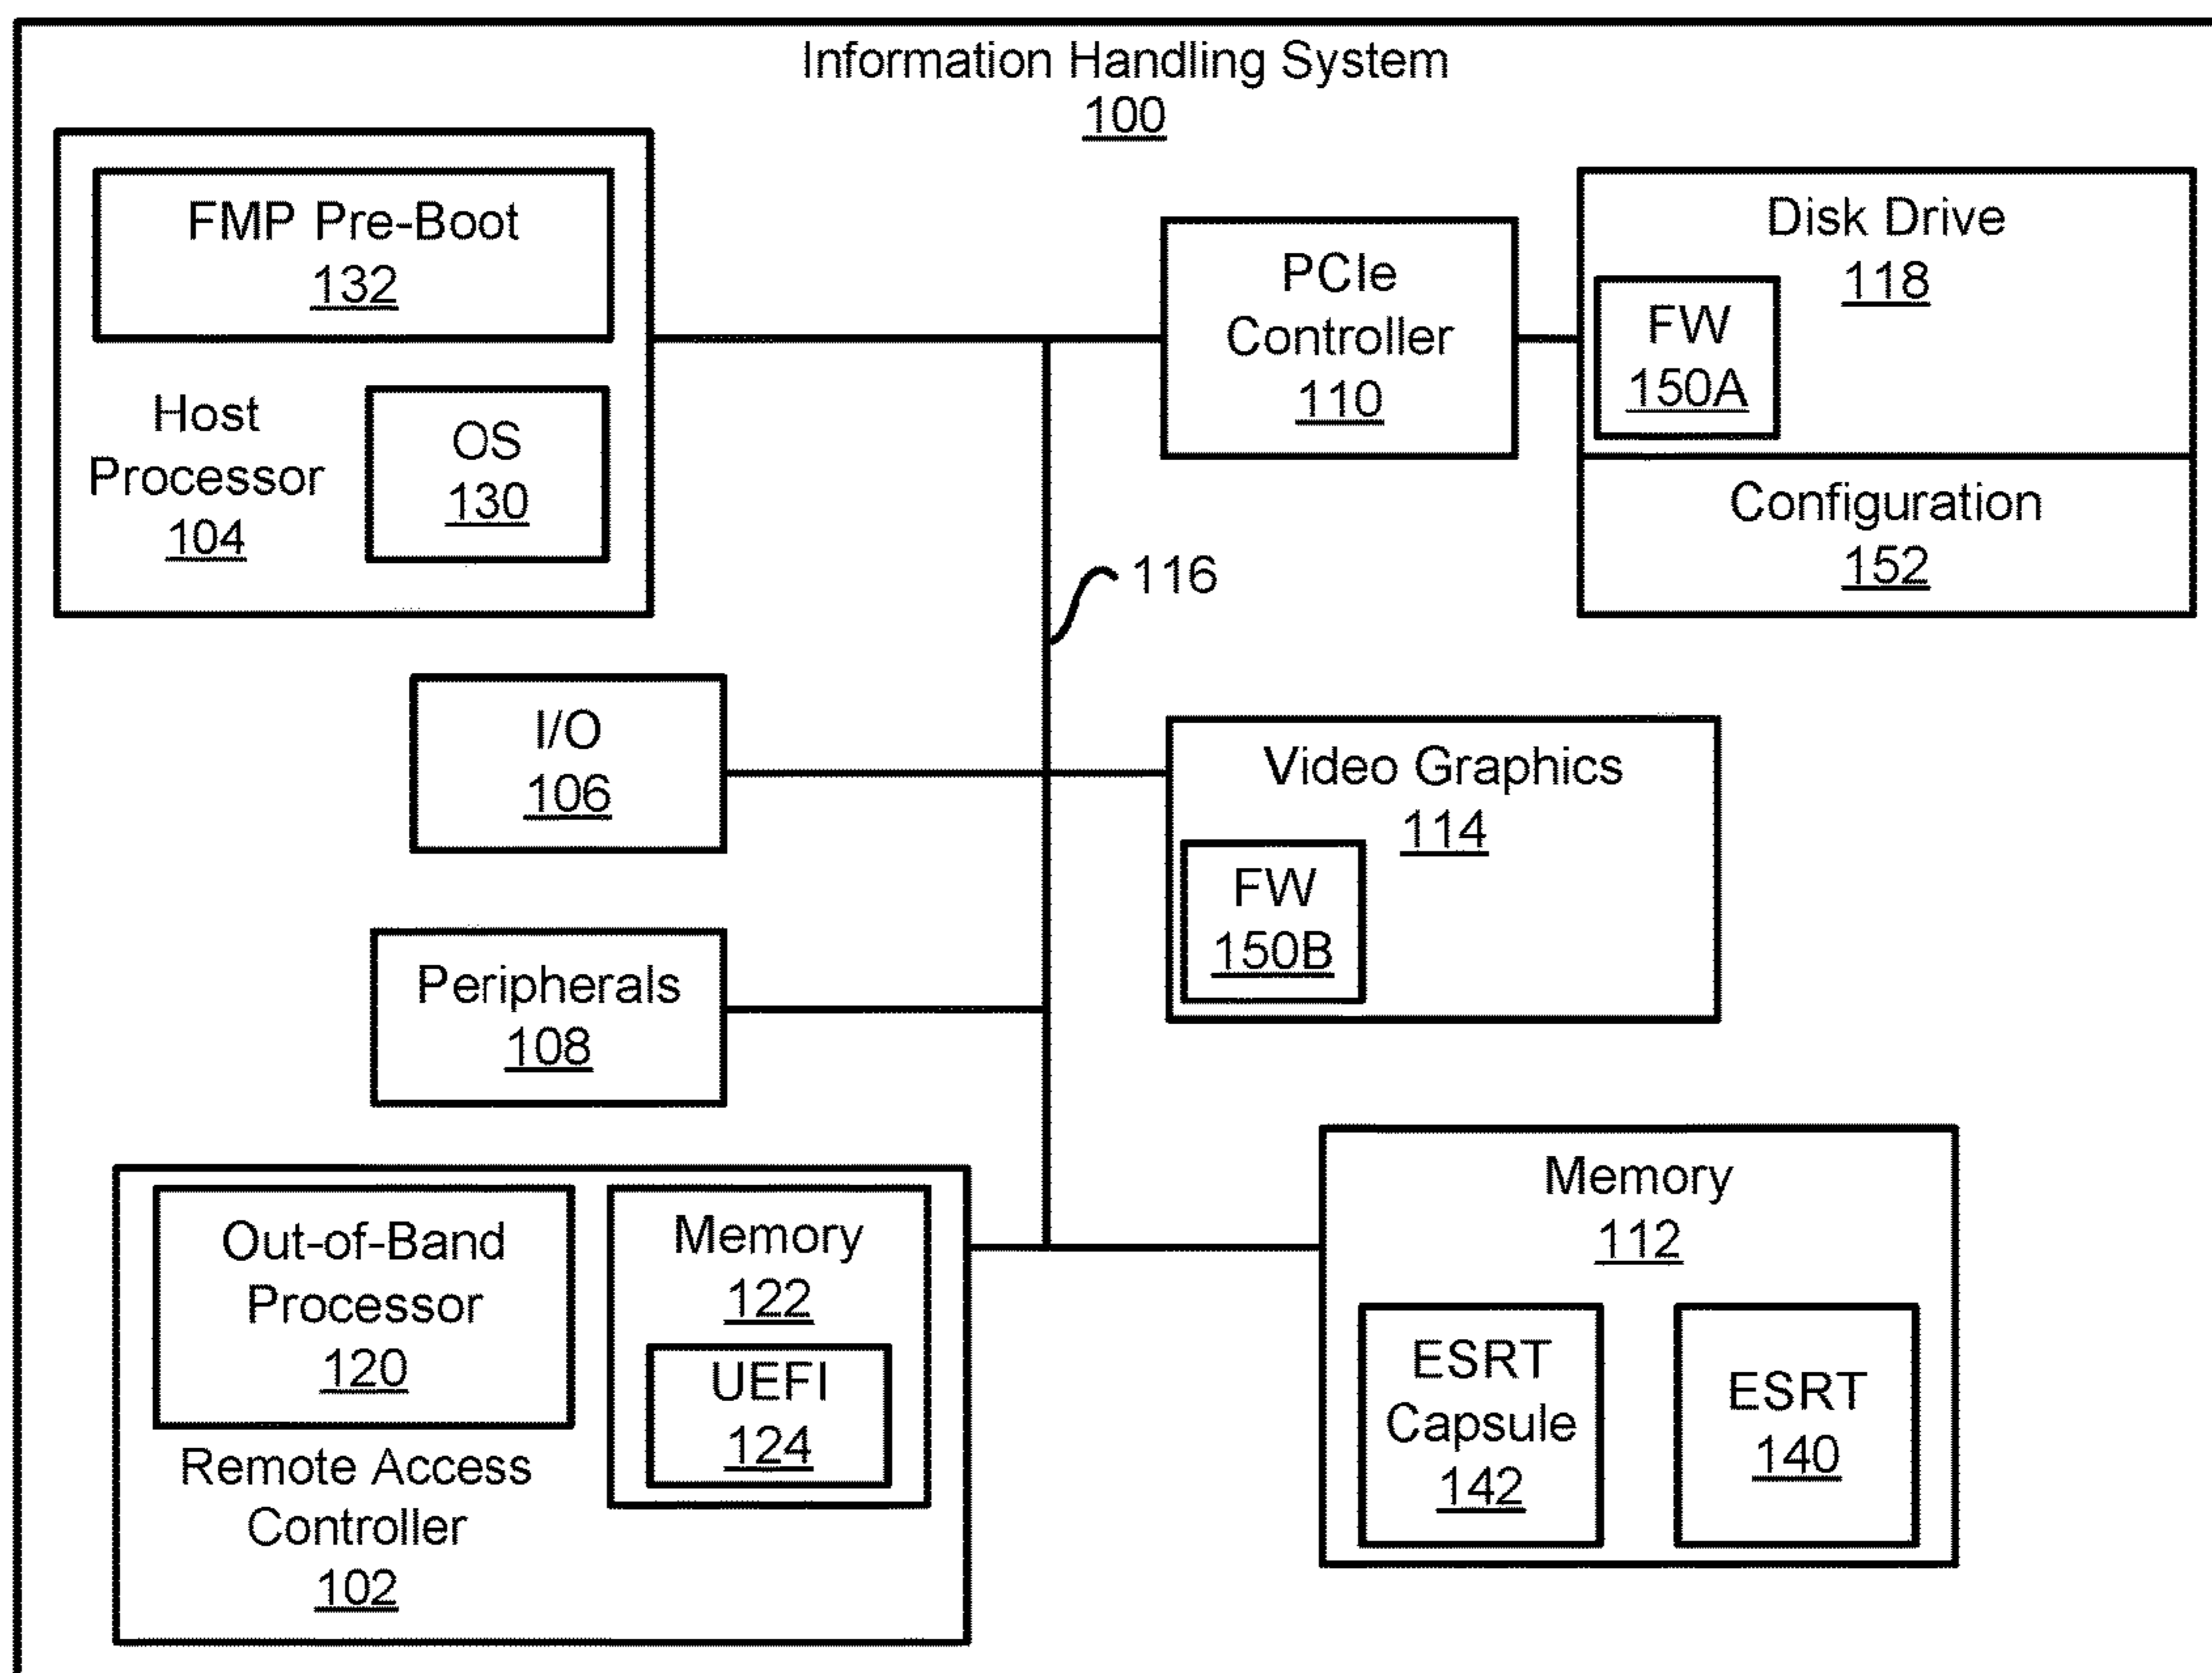 Information Handling System
100
FMP Pre-Boot
132
Host
Processor
104
OS
130
PCIe
Controller
110
Disk Drive
118
FW
150A
Configuration
152
116
I/O
106
Video Graphics
114
FW
150B
Peripherals
108
Out-of-Band
Processor
120
Memory
122
UEFI
124
Remote Access
Controller
102
Memory
112
ESRT
Capsule
142
ESRT
140